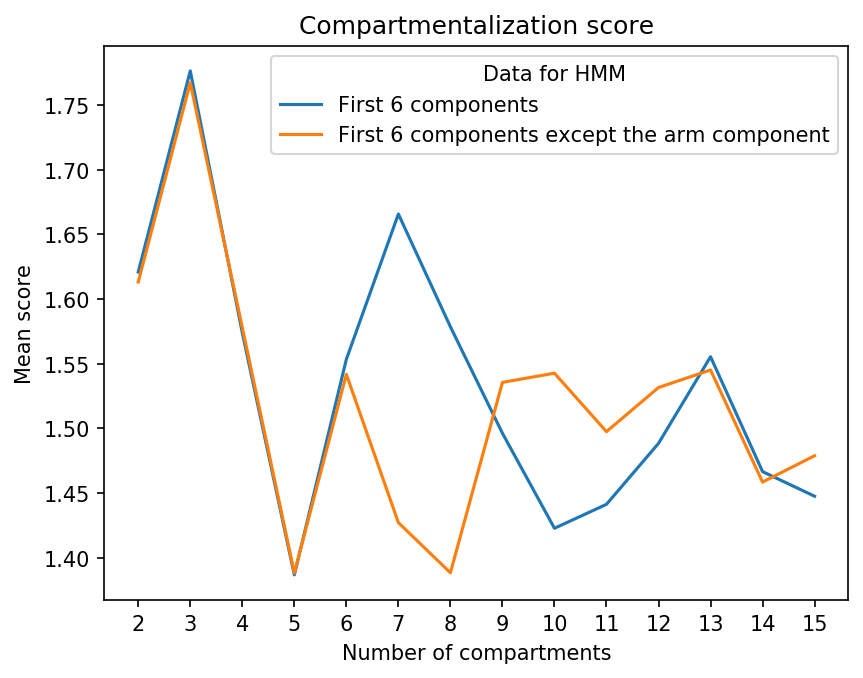 Compartmentalization score
Data for HMM
First 6 components
First 6 components except the arm component
Mean score
1.75
1.70
1.65
1.60
1.55
1.50
1.45
1.40
2 3 4 5 6 7 8 9 10 11 12 13 14 15
Number of compartments